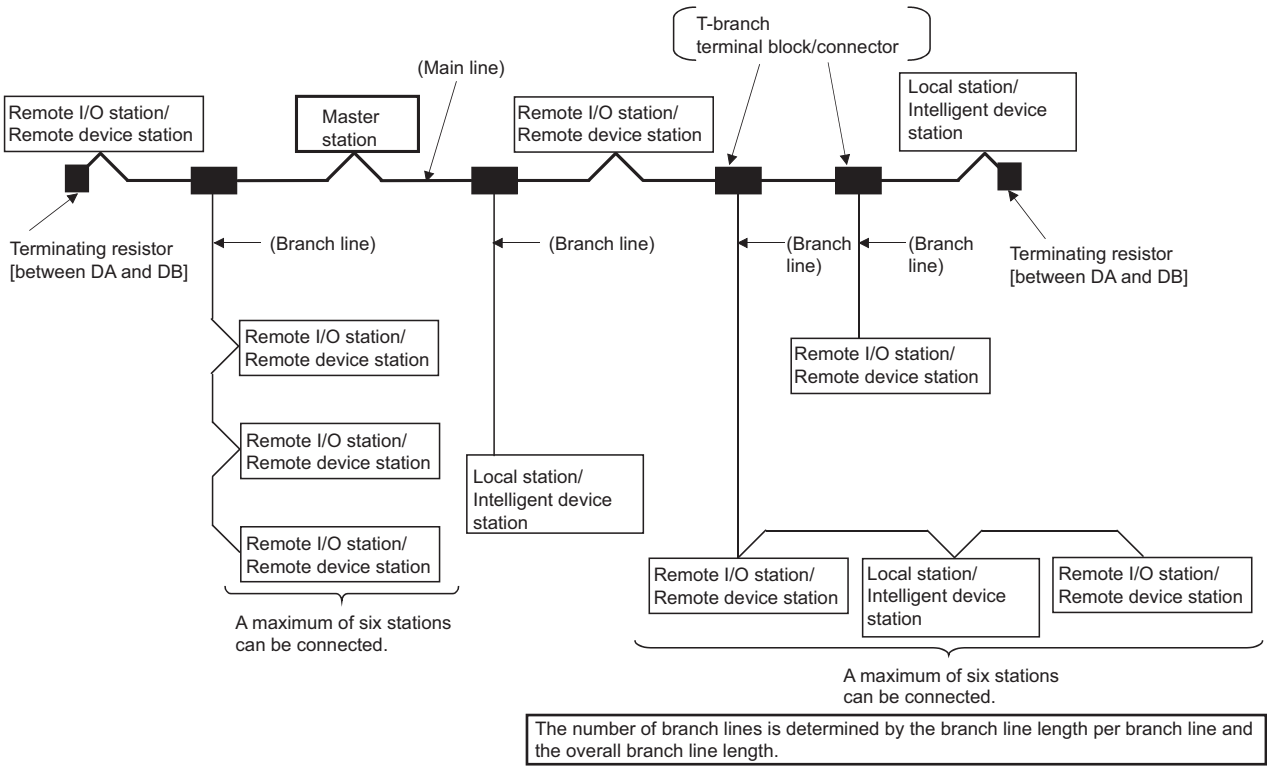 T-branch
terminal block/connector
(Main line)
Remote I/O station/
Remote device station
Master
station
Remote I/O station/
Remote device station
Local station/
Intelligent device
station
Terminating resistor
[between DA and DB]
(Branch line)
(Branch line)
(Branch
line)
(Branch
line)
Terminating resistor
[between DA and DB]
Remote I/O station/
Remote device station
Remote I/O station/
Remote device station
Remote I/O station/
Remote device station
A maximum of six stations
can be connected.
Local station/
Intelligent device
station
Remote I/O station/
Remote device station
Remote I/O station/
Remote device station
Local station/
Intelligent device
station
Remote I/O station/
Remote device station
A maximum of six stations
can be connected.
The number of branch lines is determined by the branch line length per branch line and
the overall branch line length.